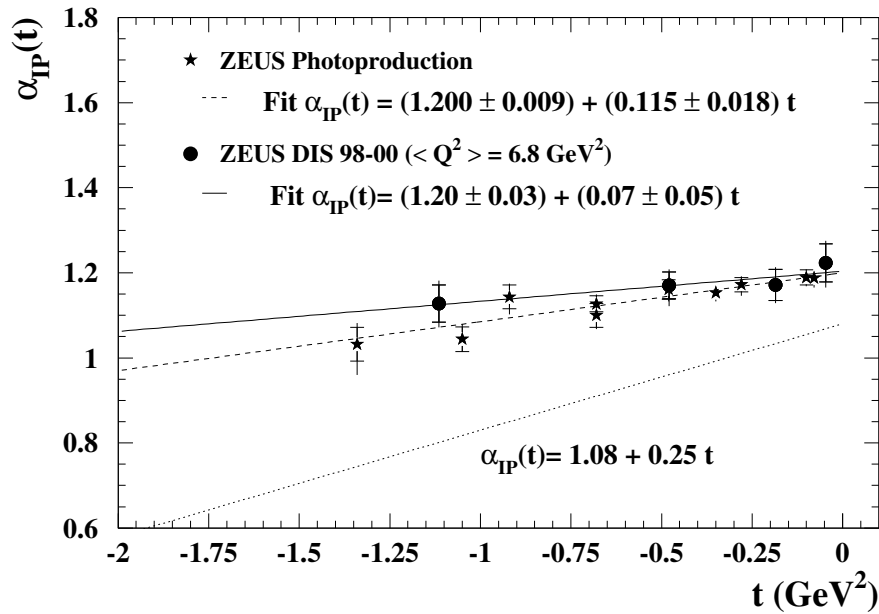 α_IP(t)
1.8
1.6
1.4
1.2
1
0.8
0.6
ZEUS Photoproduction
Fit α_IP(t) = (1.200 ± 0.009) + (0.115 ± 0.018) t
ZEUS DIS 98-00 (< Q² > = 6.8 GeV²)
Fit α_IP(t)= (1.20 ± 0.03) + (0.07 ± 0.05) t
α_IP(t)= 1.08 + 0.25 t
-2 -1.75 -1.5 -1.25 -1 -0.75 -0.5 -0.25 0
t (GeV²)